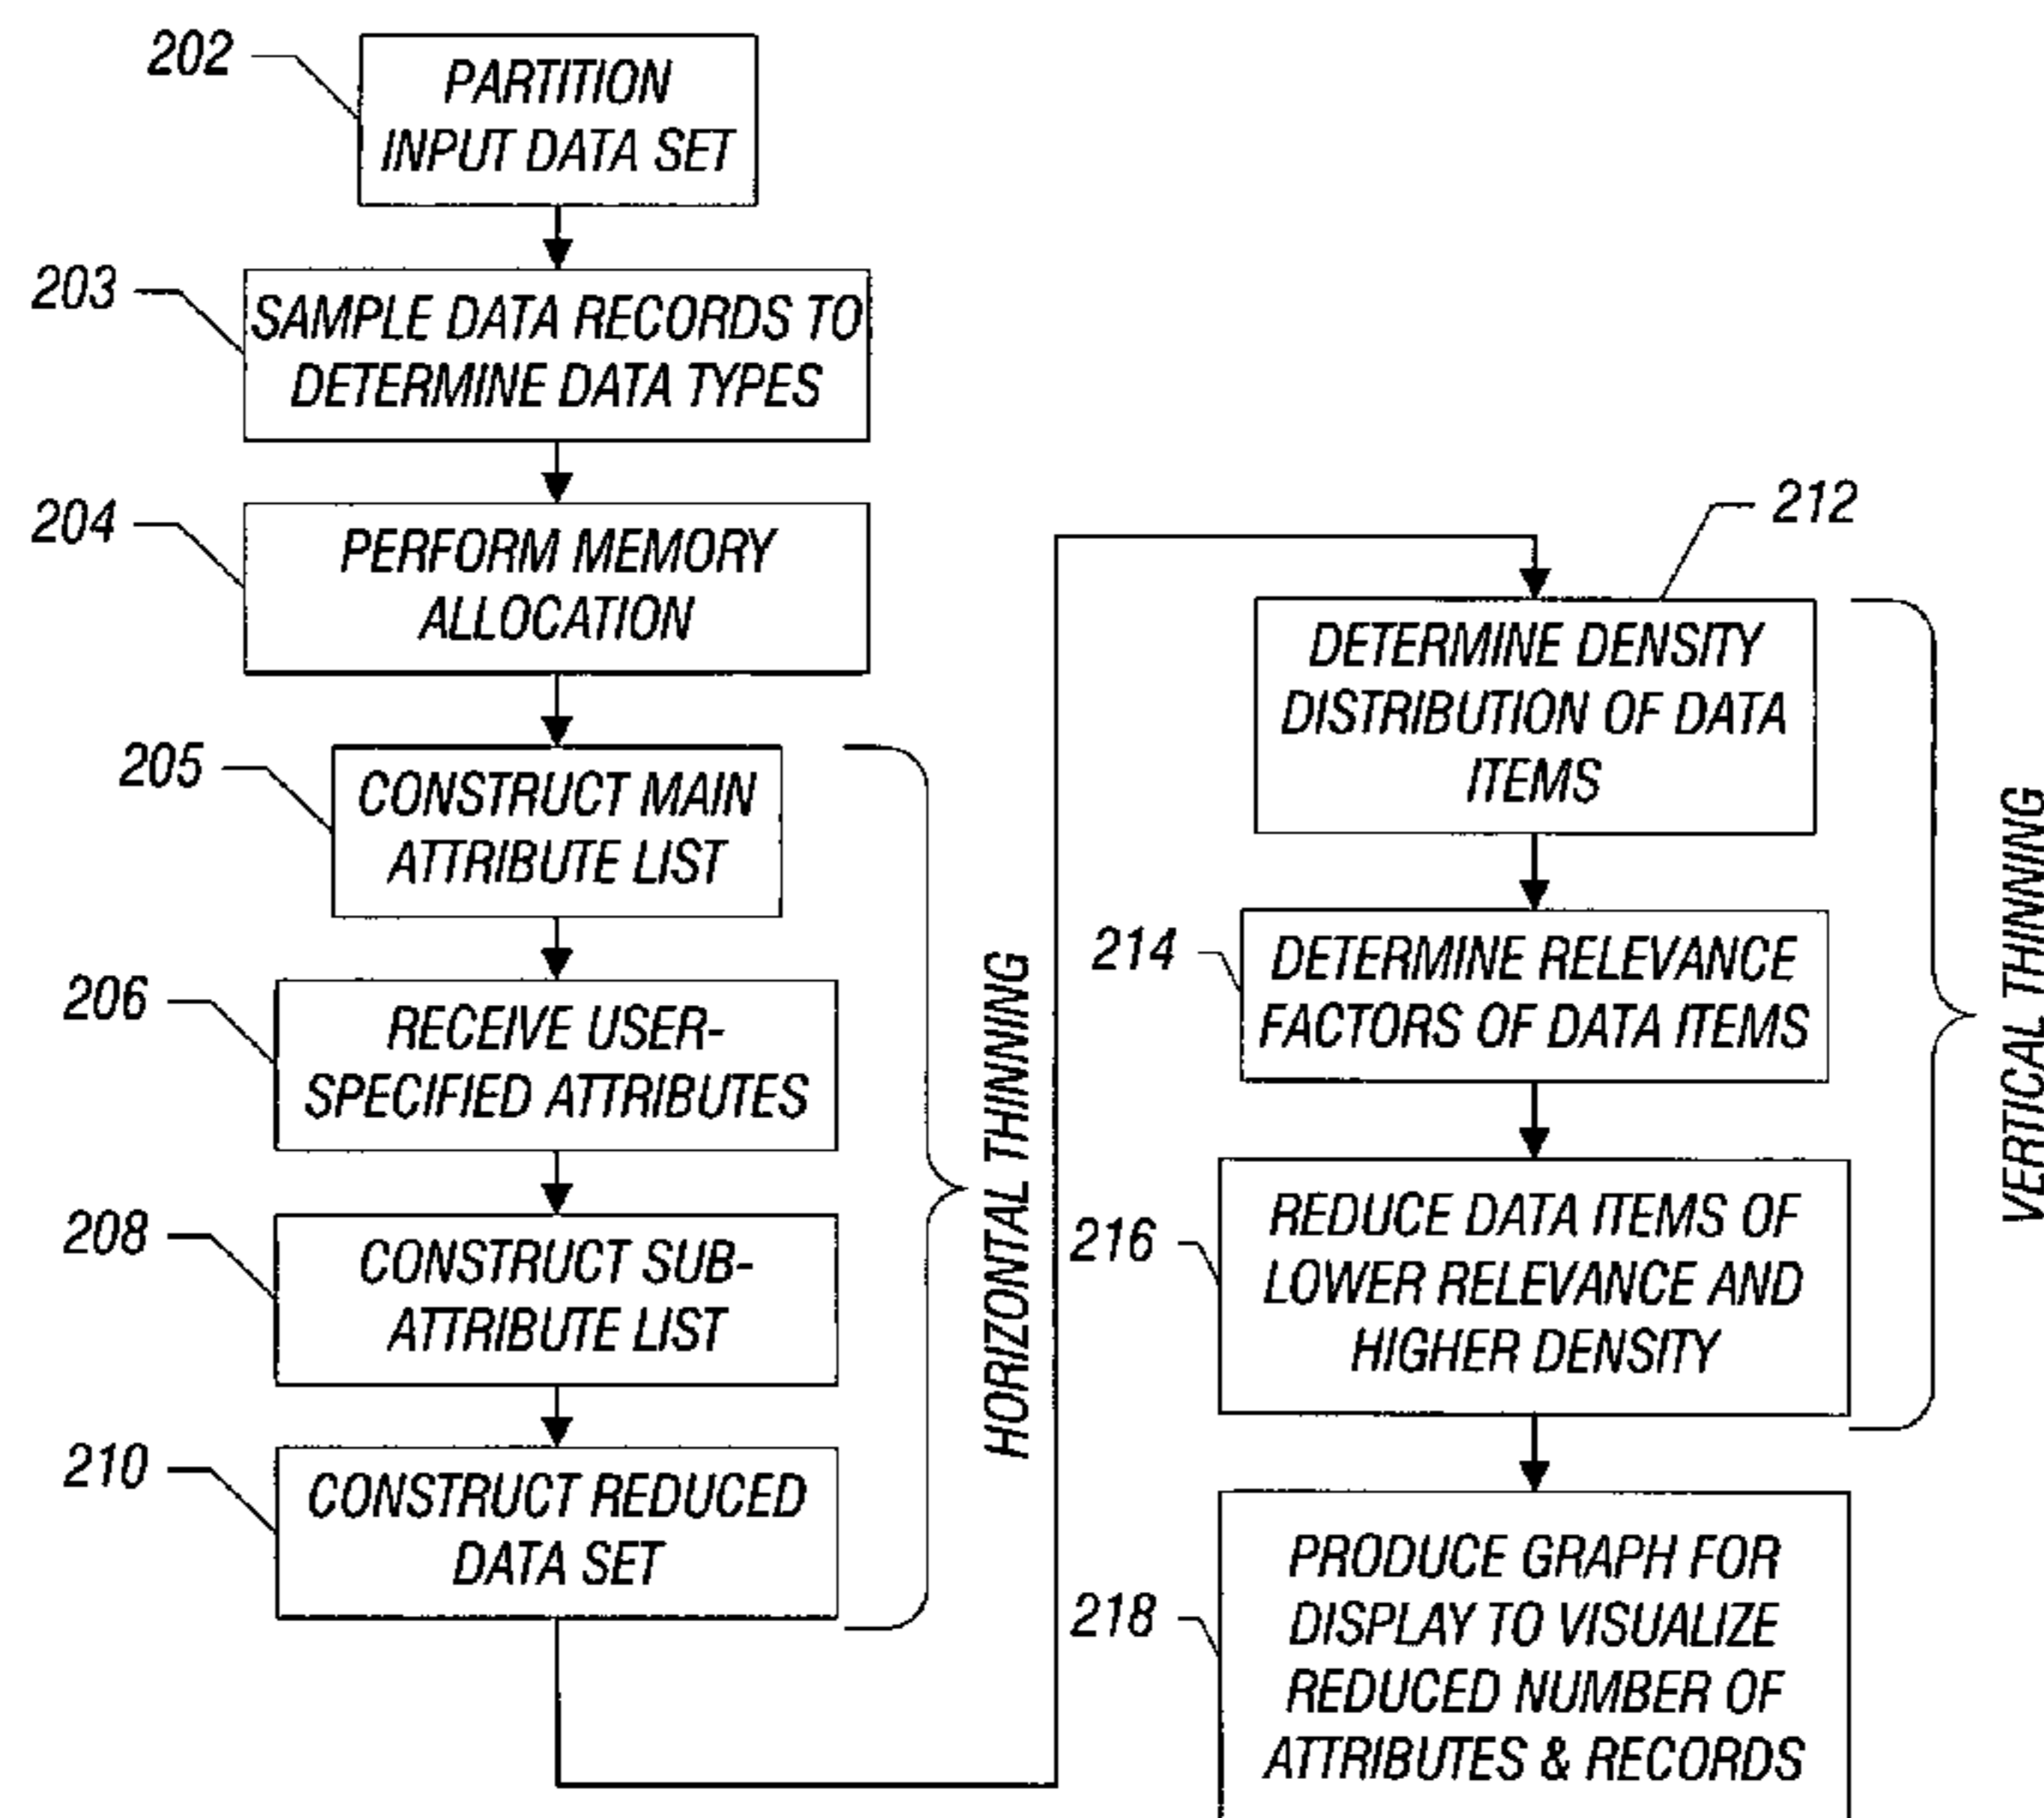 202
PARTITION
INPUT DATA SET
203
SAMPLE DATA RECORDS TO
DETERMINE DATA TYPES
204
PERFORM MEMORY
ALLOCATION
205
CONSTRUCT MAIN
ATTRIBUTE LIST
206
RECEIVE USER-
SPECIFIED ATTRIBUTES
208
CONSTRUCT SUB-
ATTRIBUTE LIST
210
CONSTRUCT REDUCED
DATA SET
HORIZONTAL THINNING
212
DETERMINE DENSITY
DISTRIBUTION OF DATA
ITEMS
214
DETERMINE RELEVANCE
FACTORS OF DATA ITEMS
216
REDUCE DATA ITEMS OF
LOWER RELEVANCE AND
HIGHER DENSITY
VERTICAL THINNING
218
PRODUCE GRAPH FOR
DISPLAY TO VISUALIZE
REDUCED NUMBER OF
ATTRIBUTES & RECORDS